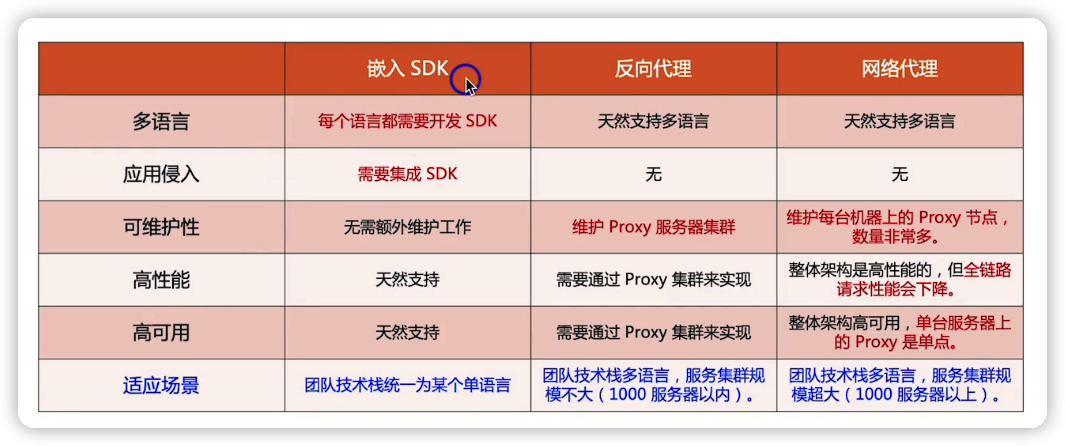 嵌入 SDK
反向代理
网络代理
多语言
每个语言都需要开发 SDK
天然支持多语言
天然支持多语言
应用侵入
需要集成 SDK
无
无
可维护性
无需额外维护工作
维护 Proxy 服务器集群
维护每台机器上的 Proxy 节点，
数量非常多。
高性能
天然支持
需要通过 Proxy 集群来实现
整体架构是高性能的，但全链路
请求性能会下降。
高可用
天然支持
需要通过 Proxy 集群来实现
整体架构高可用，单台服务器上
的 Proxy 是单点。
适应场景
团队技术栈统一为某个单语言
团队技术栈多语言，服务集群规
模不大（1000 服务器以内）。
团队技术栈多语言，服务集群规
模超大（1000 服务器以上）。